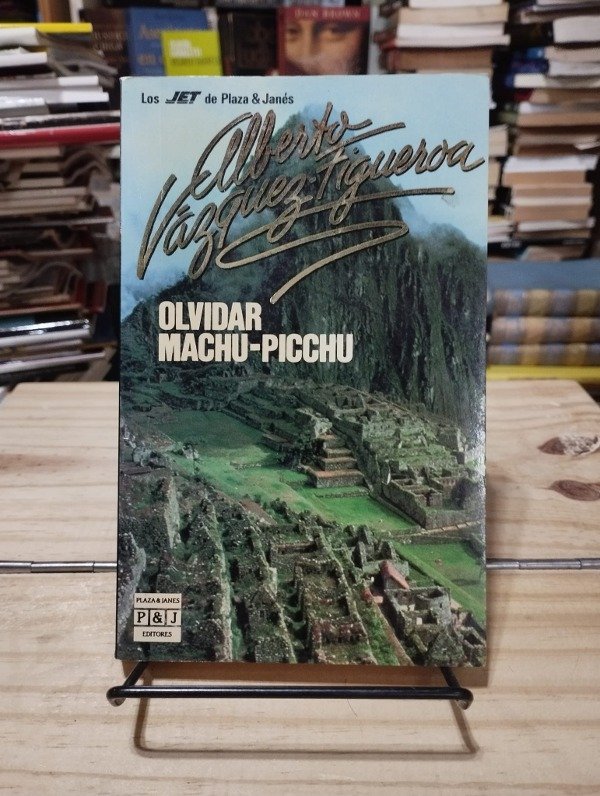 Los JET de Plaza & Janés
Alberto
Vázquez-Figueroa
OLVIDAR
MACHU-PICCHU
PLAZA & JANES
P&J
EDITORES